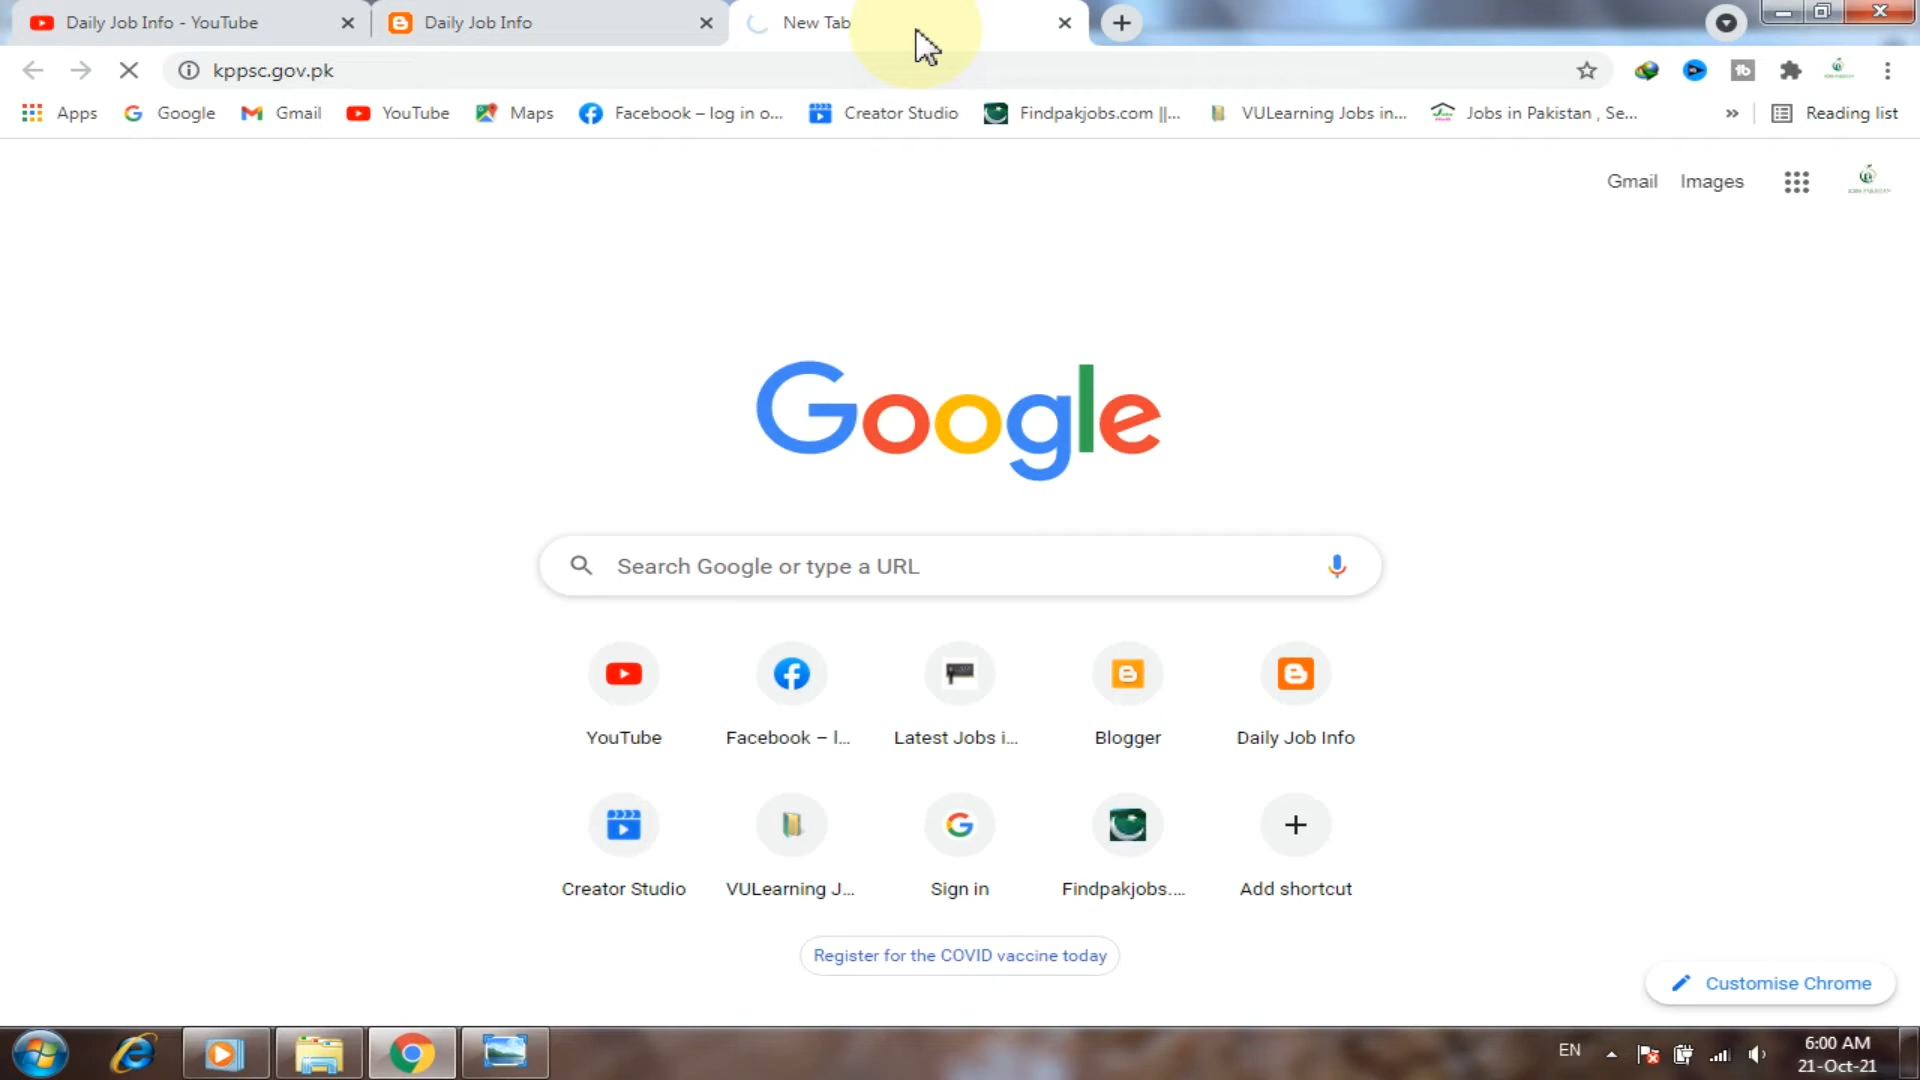 Daily Job Info - YouTube
Daily Job Info
New Tab
kppsc.gov.pk
Apps
Google
Gmail
YouTube
Maps
Facebook – log in o...
Creator Studio
Findpakjobs.com ||...
VULearning Jobs in...
Jobs in Pakistan , Se...
»
Reading list
Gmail
Images
Google
Search Google or type a URL
YouTube
Facebook – l...
Latest Jobs i...
Blogger
Daily Job Info
Creator Studio
VULearning J...
Sign in
Findpakjobs....
Add shortcut
Register for the COVID vaccine today
Customise Chrome
EN
6:00 AM
21-Oct-21